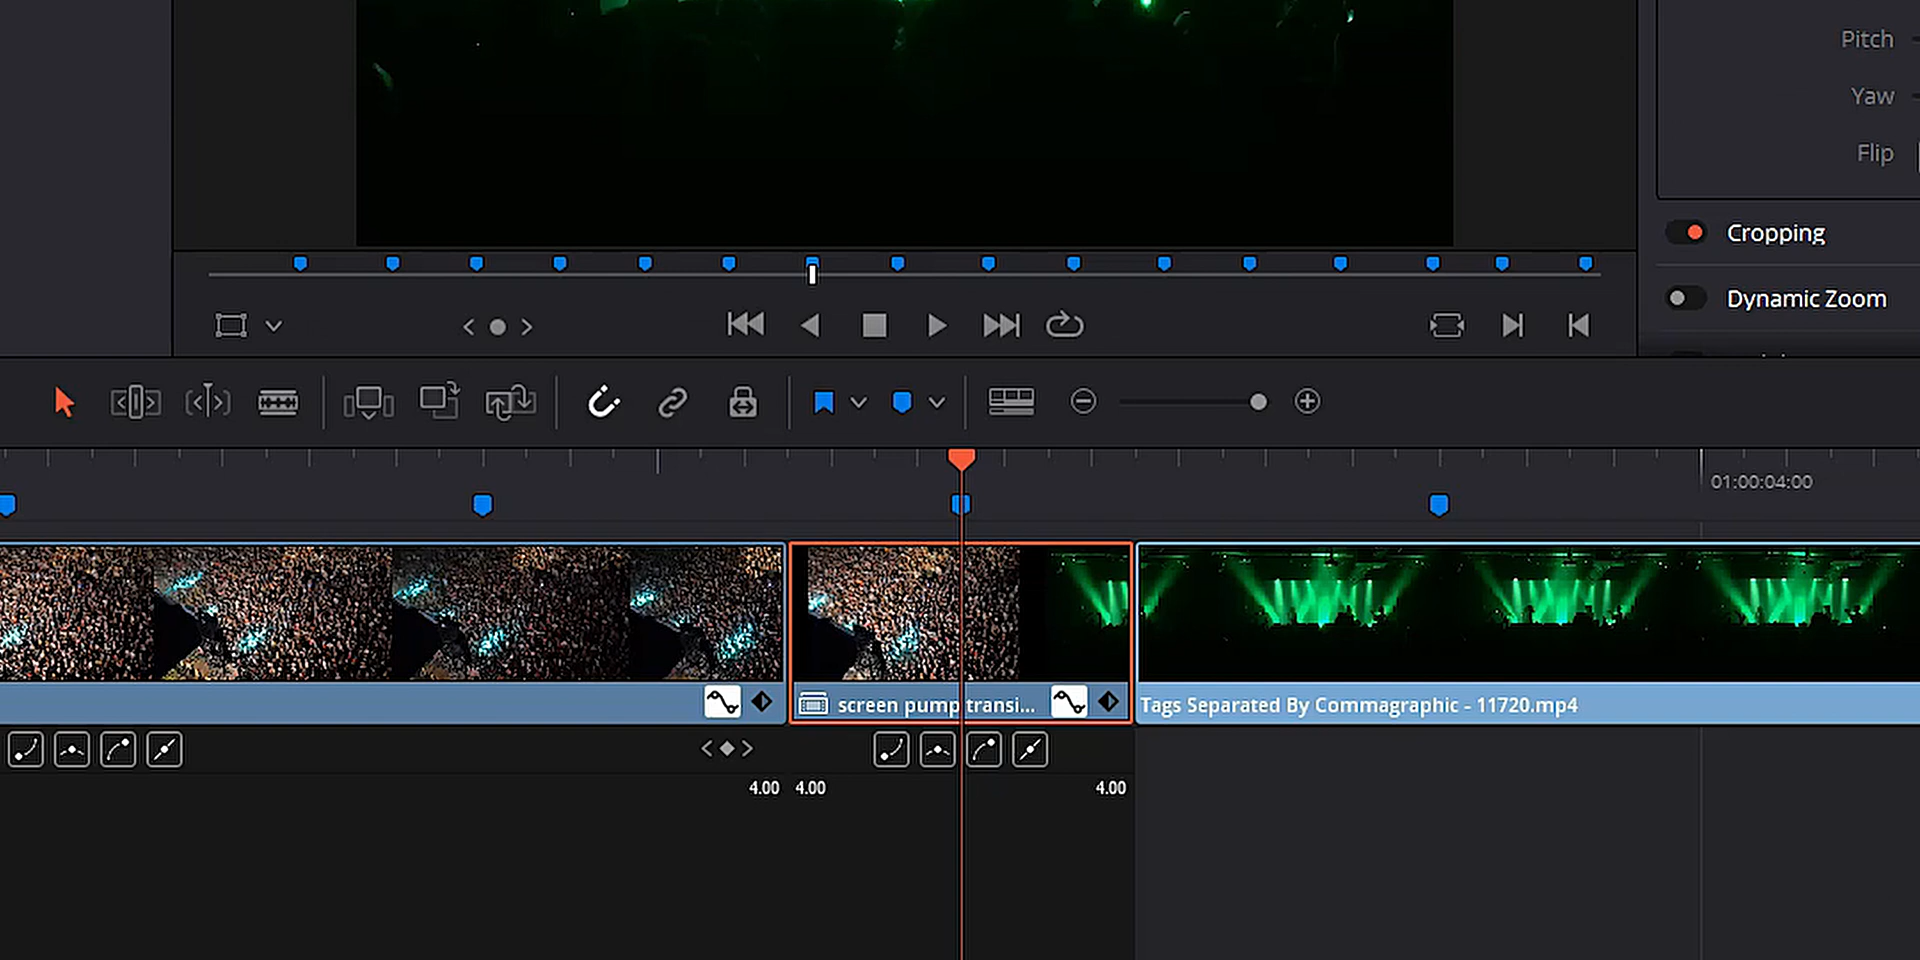 Pitch
Yaw
Flip
Cropping
Dynamic Zoom
01:00:04:00
screen pump transi...
Tags Separated By Commagraphic - 11720.mp4
4.00
4.00
4.00